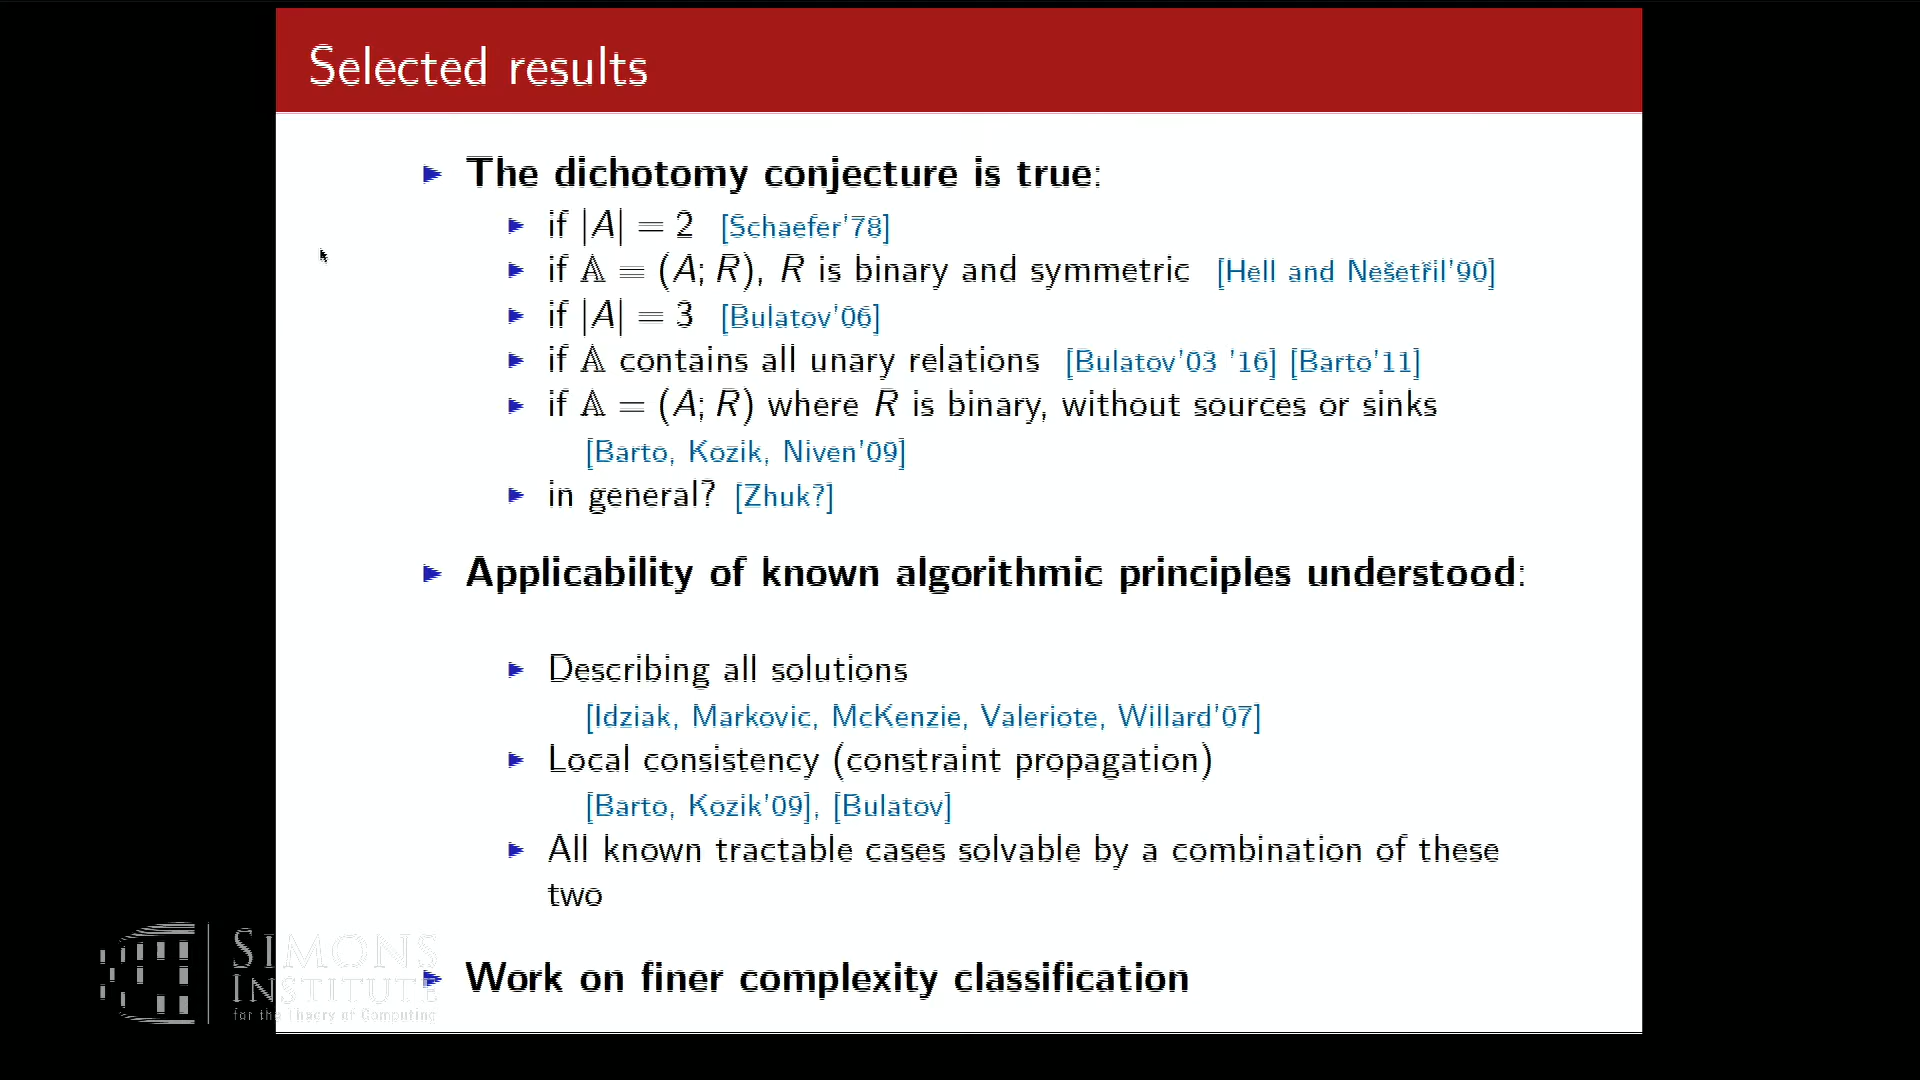 Selected results
The dichotomy conjecture is true:
if |A| = 2 [Schaefer'78]
if 𝔸 = (A; R), R is binary and symmetric [Hell and Nešetřil'90]
if |A| = 3 [Bulatov'06]
if 𝔸 contains all unary relations [Bulatov'03 '16] [Barto'11]
if 𝔸 = (A; R) where R is binary, without sources or sinks
[Barto, Kozik, Niven'09]
in general? [Zhuk?]
Applicability of known algorithmic principles understood:
Describing all solutions
[Idziak, Markovic, McKenzie, Valeriote, Willard'07]
Local consistency (constraint propagation)
[Barto, Kozik'09], [Bulatov]
All known tractable cases solvable by a combination of these
two
Work on finer complexity classification
SIMONS
INSTITUTE
for the Theory of Computing